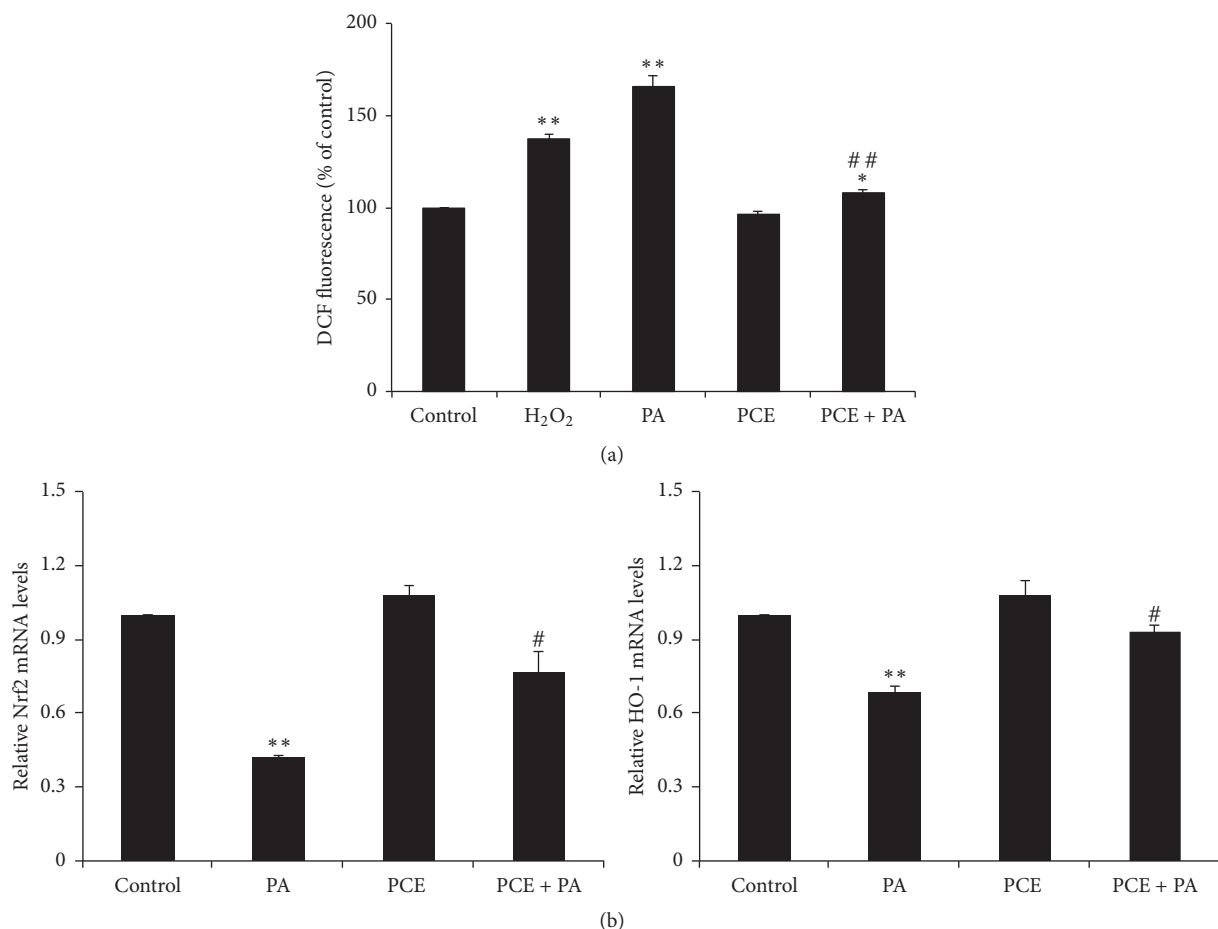 DCF fluorescence (% of control)
200
150
100
50
0
**
**
##
*
Control
H₂O₂
PA
PCE
PCE + PA
(a)
Relative Nrf2 mRNA levels
1.5
1.2
0.9
0.6
0.3
0
**
#
Control
PA
PCE
PCE + PA
Relative HO-1 mRNA levels
1.5
1.2
0.9
0.6
0.3
0
**
#
Control
PA
PCE
PCE + PA
(b)